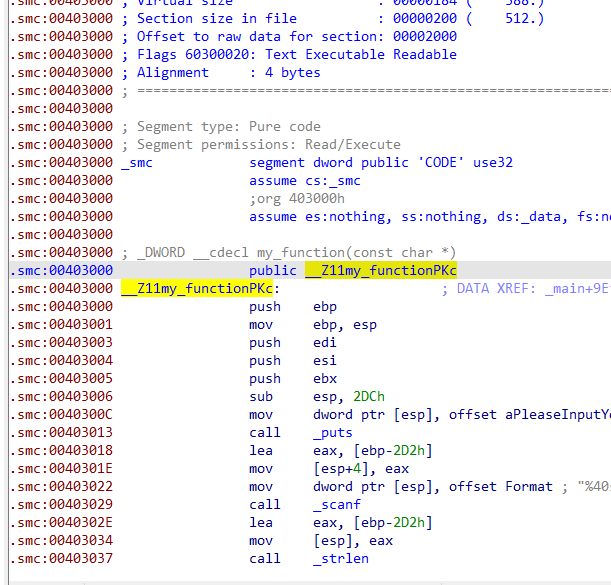 .smc:00403000 ; Virtual size : 00000184 ( 388.)
.smc:00403000 ; Section size in file : 00000200 ( 512.)
.smc:00403000 ; Offset to raw data for section: 00002000
.smc:00403000 ; Flags 60300020: Text Executable Readable
.smc:00403000 ; Alignment : 4 bytes
.smc:00403000 ; ===========================================================
.smc:00403000
.smc:00403000 ; Segment type: Pure code
.smc:00403000 ; Segment permissions: Read/Execute
.smc:00403000 _smc segment dword public 'CODE' use32
.smc:00403000 assume cs:_smc
.smc:00403000 ;org 403000h
.smc:00403000 assume es:nothing, ss:nothing, ds:_data, fs:no
.smc:00403000
.smc:00403000 ; _DWORD __cdecl my_function(const char *)
.smc:00403000 public __Z11my_functionPKc
.smc:00403000 __Z11my_functionPKc: ; DATA XREF: _main+9E
.smc:00403000 push ebp
.smc:00403001 mov ebp, esp
.smc:00403003 push edi
.smc:00403004 push esi
.smc:00403005 push ebx
.smc:00403006 sub esp, 2DCh
.smc:0040300C mov dword ptr [esp], offset aPleaseInputYo
.smc:00403013 call _puts
.smc:00403018 lea eax, [ebp-2D2h]
.smc:0040301E mov [esp+4], eax
.smc:00403022 mov dword ptr [esp], offset Format ; "%40s
.smc:00403029 call _scanf
.smc:0040302E lea eax, [ebp-2D2h]
.smc:00403034 mov [esp], eax
.smc:00403037 call _strlen